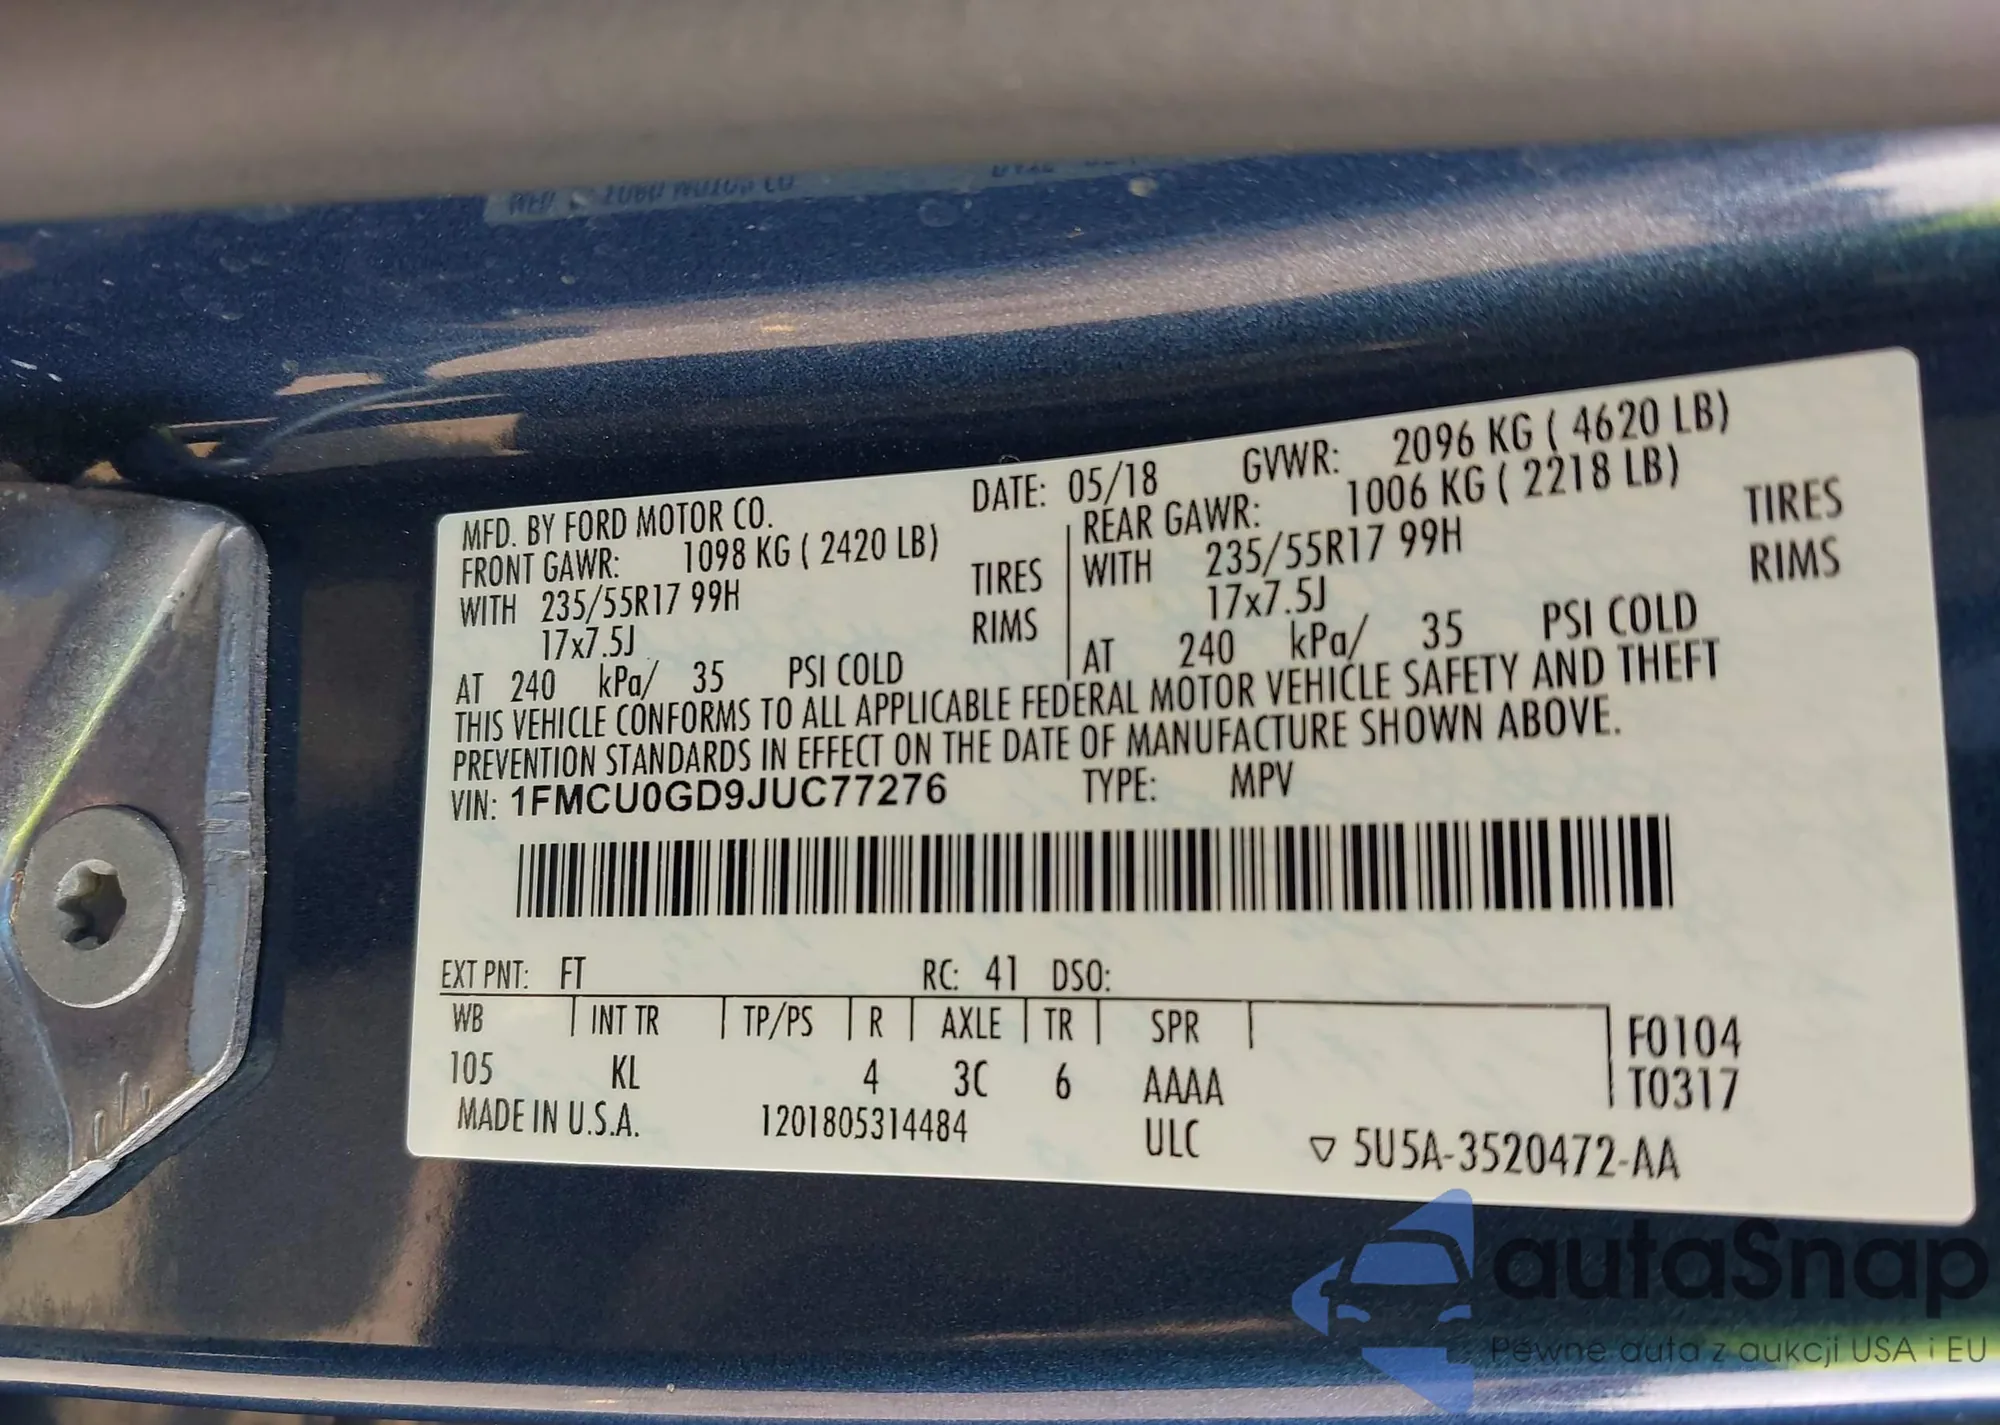 MFD. BY FORD MOTOR CO. DATE: 05/18 GVWR: 2096 KG ( 4620 LB)
FRONT GAWR: 1098 KG ( 2420 LB) REAR GAWR: 1006 KG ( 2218 LB)
WITH 235/55R17 99H TIRES WITH 235/55R17 99H TIRES
17x7.5J RIMS 17x7.5J RIMS
AT 240 kPa/ 35 PSI COLD AT 240 kPa/ 35 PSI COLD
THIS VEHICLE CONFORMS TO ALL APPLICABLE FEDERAL MOTOR VEHICLE SAFETY AND THEFT
PREVENTION STANDARDS IN EFFECT ON THE DATE OF MANUFACTURE SHOWN ABOVE.
VIN: 1FMCU0GD9JUC77276 TYPE: MPV
EXT PNT: FT RC: 41 DSO:
WB INT TR TP/PS R AXLE TR SPR F0104
105 KL 4 3C 6 AAAA T0317
MADE IN U.S.A. 1201805314484 ULC ▽ 5U5A-3520472-AA
autaSnap
Pewne auta z aukcji USA i EU